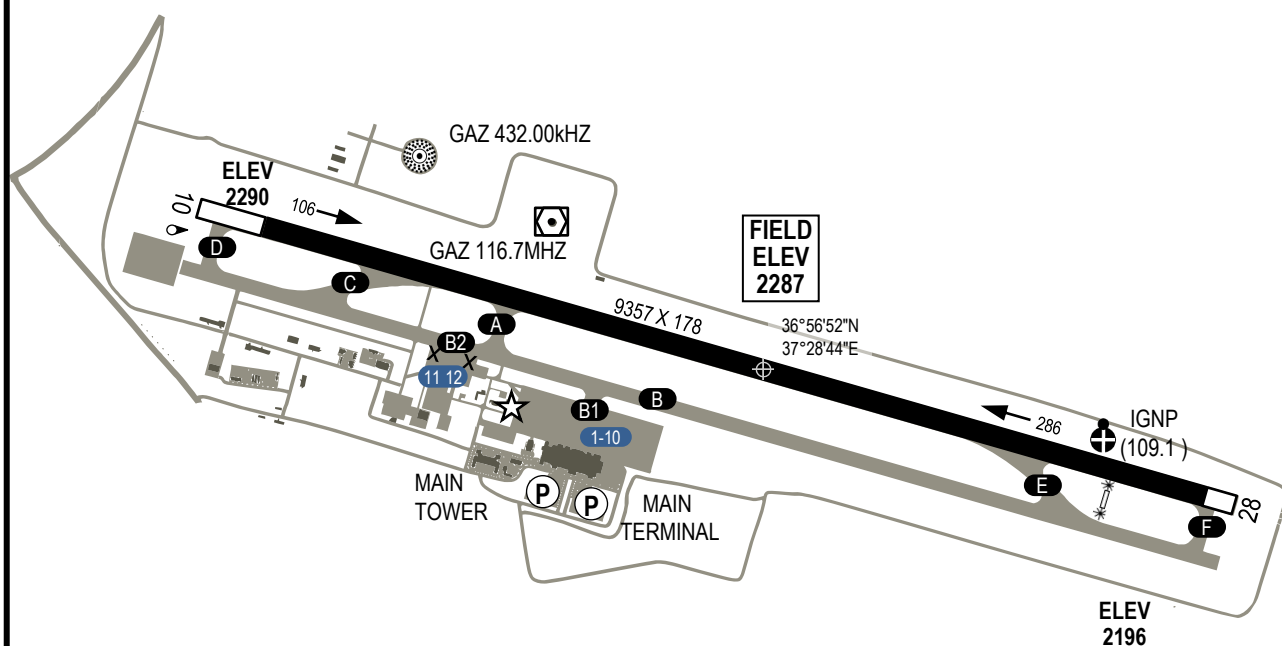 GAZ 432.00kHZ
ELEV
2290
10
106
GAZ 116.7MHZ
FIELD
ELEV
2287
D
C
A
9357 X 178
36°56'52"N
37°28'44"E
B2
11 12
B
B1
1-10
286
IGNP
(109.1 )
MAIN
TOWER
P
P
MAIN
TERMINAL
E
F
28
ELEV
2196